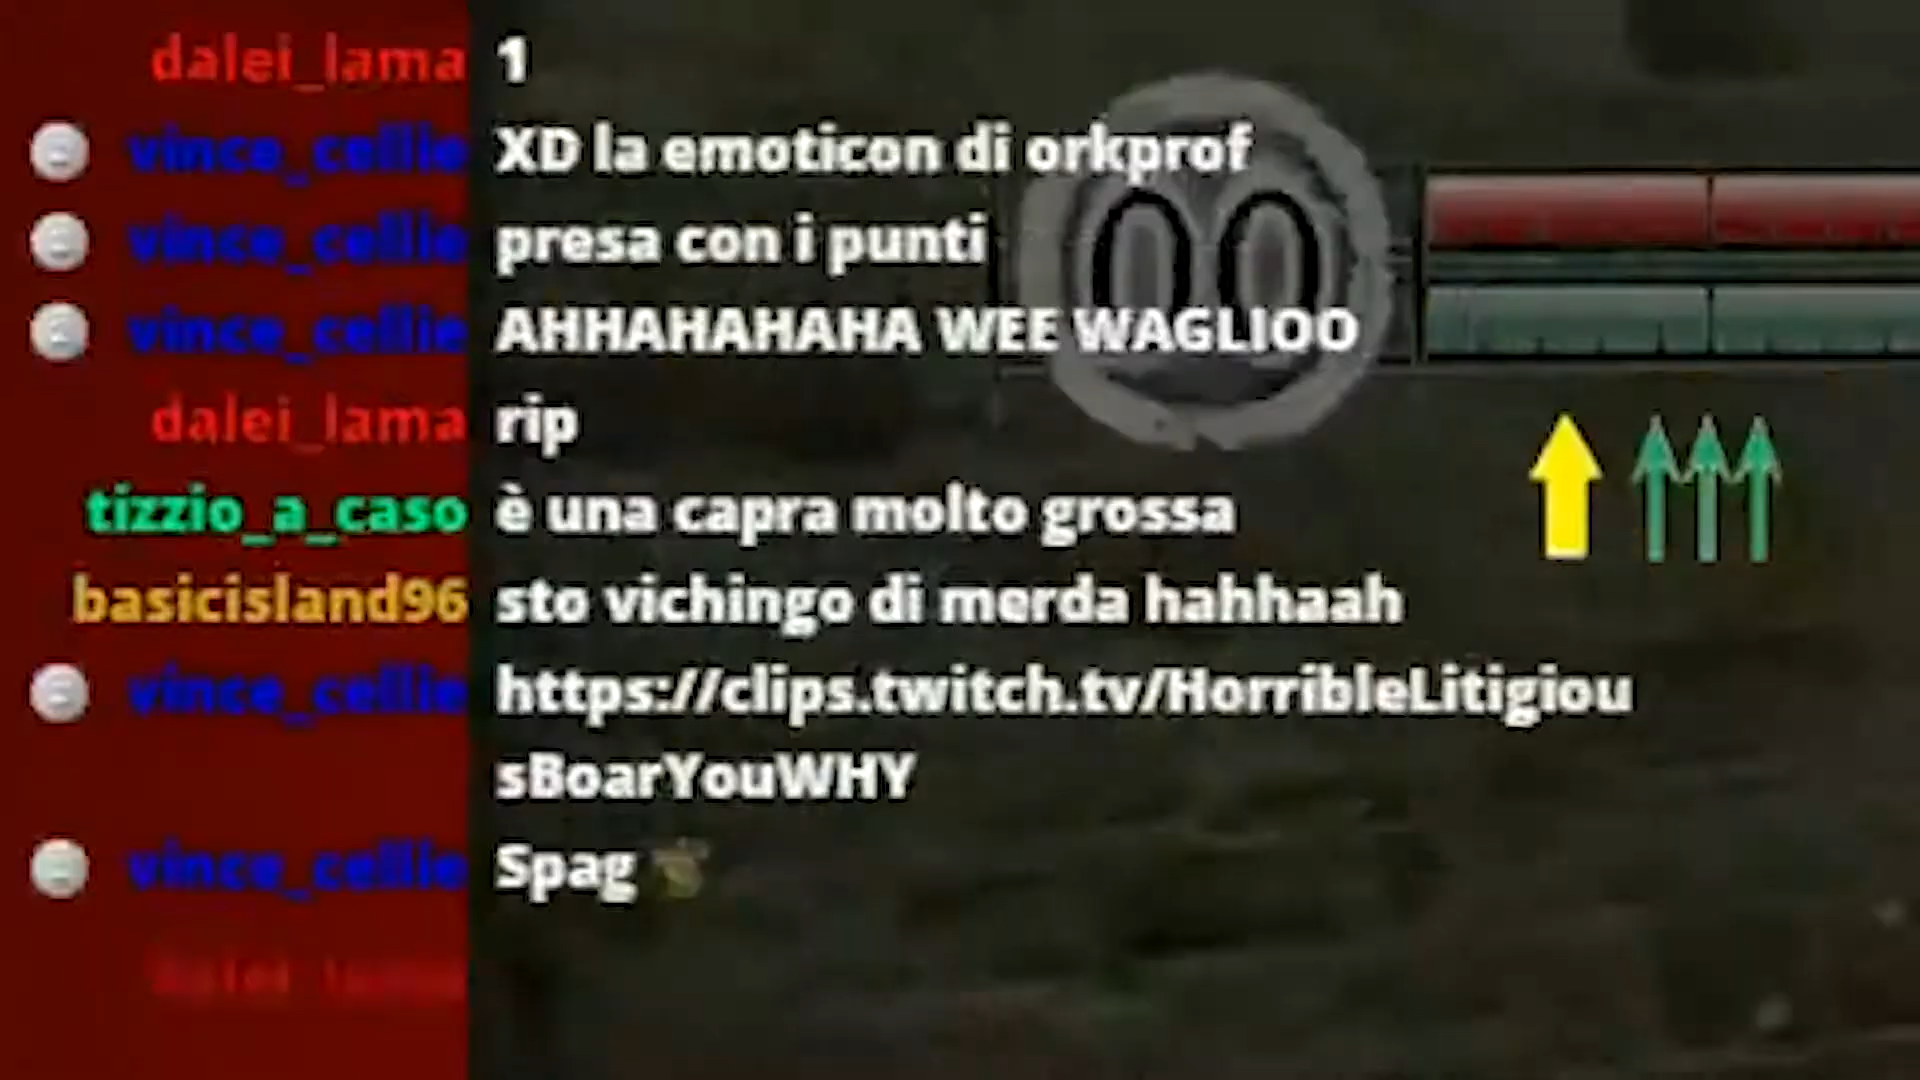 dalei_lama 1
vince_cellie XD la emoticon di orkprof
vince_cellie presa con i punti
vince_cellie AHHAHAHAHA WEE WAGLIOO
dalei_lama rip
tizzio_a_caso è una capra molto grossa
basicisland96 sto vichingo di merda hahhaah
vince_cellie https://clips.twitch.tv/HorribleLitigiou
sBoarYouWHY
vince_cellie Spag
dalei_lama
00